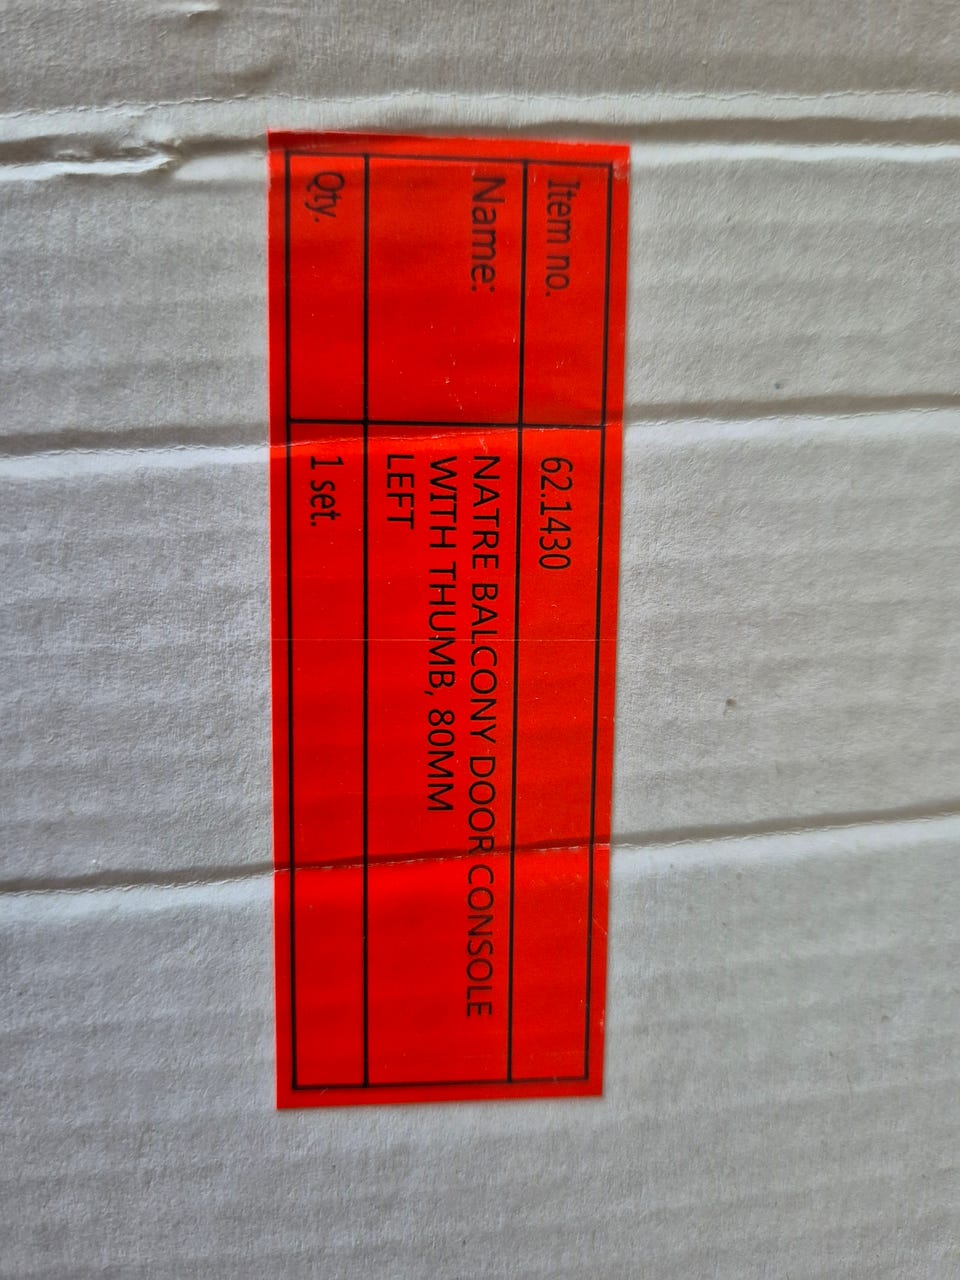 Item no. 62.1430
Name: NATRE BALCONY DOOR CONSOLE
WITH THUMB, 80MM
LEFT
Qty. 1 set.